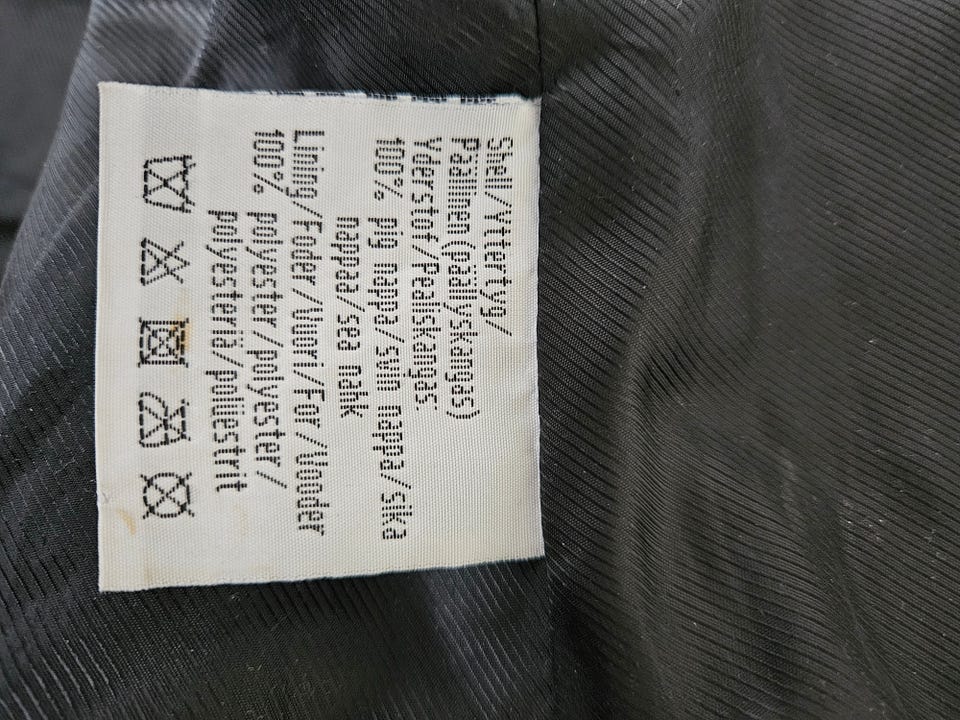 Shell/Yttertyg/
Päällinen(päällyskangas)
Yderstof/Pealiskangas:
100% pig nappa/svin nappa/sika
nappa/sea nahk
Lining/Foder/Vuori/For/Vooder
100% polyester/polyester/
polyesteriä/poliestrit